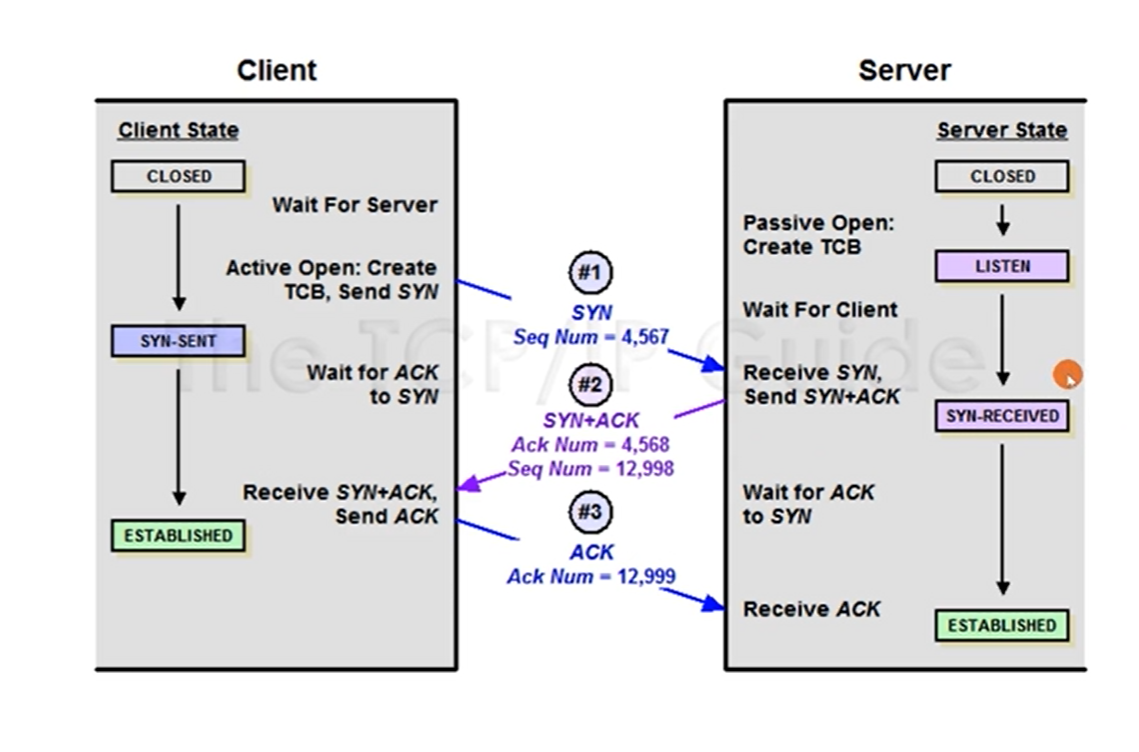 Client
Server
Client State
CLOSED
Wait For Server
Active Open: Create
TCB, Send SYN
SYN-SENT
Wait for ACK
to SYN
Receive SYN+ACK,
Send ACK
ESTABLISHED
#1
SYN
Seq Num = 4,567
#2
SYN+ACK
Ack Num = 4,568
Seq Num = 12,998
#3
ACK
Ack Num = 12,999
Server State
CLOSED
Passive Open:
Create TCB
LISTEN
Wait For Client
Receive SYN,
Send SYN+ACK
SYN-RECEIVED
Wait for ACK
to SYN
Receive ACK
ESTABLISHED
The TCP/IP Guide